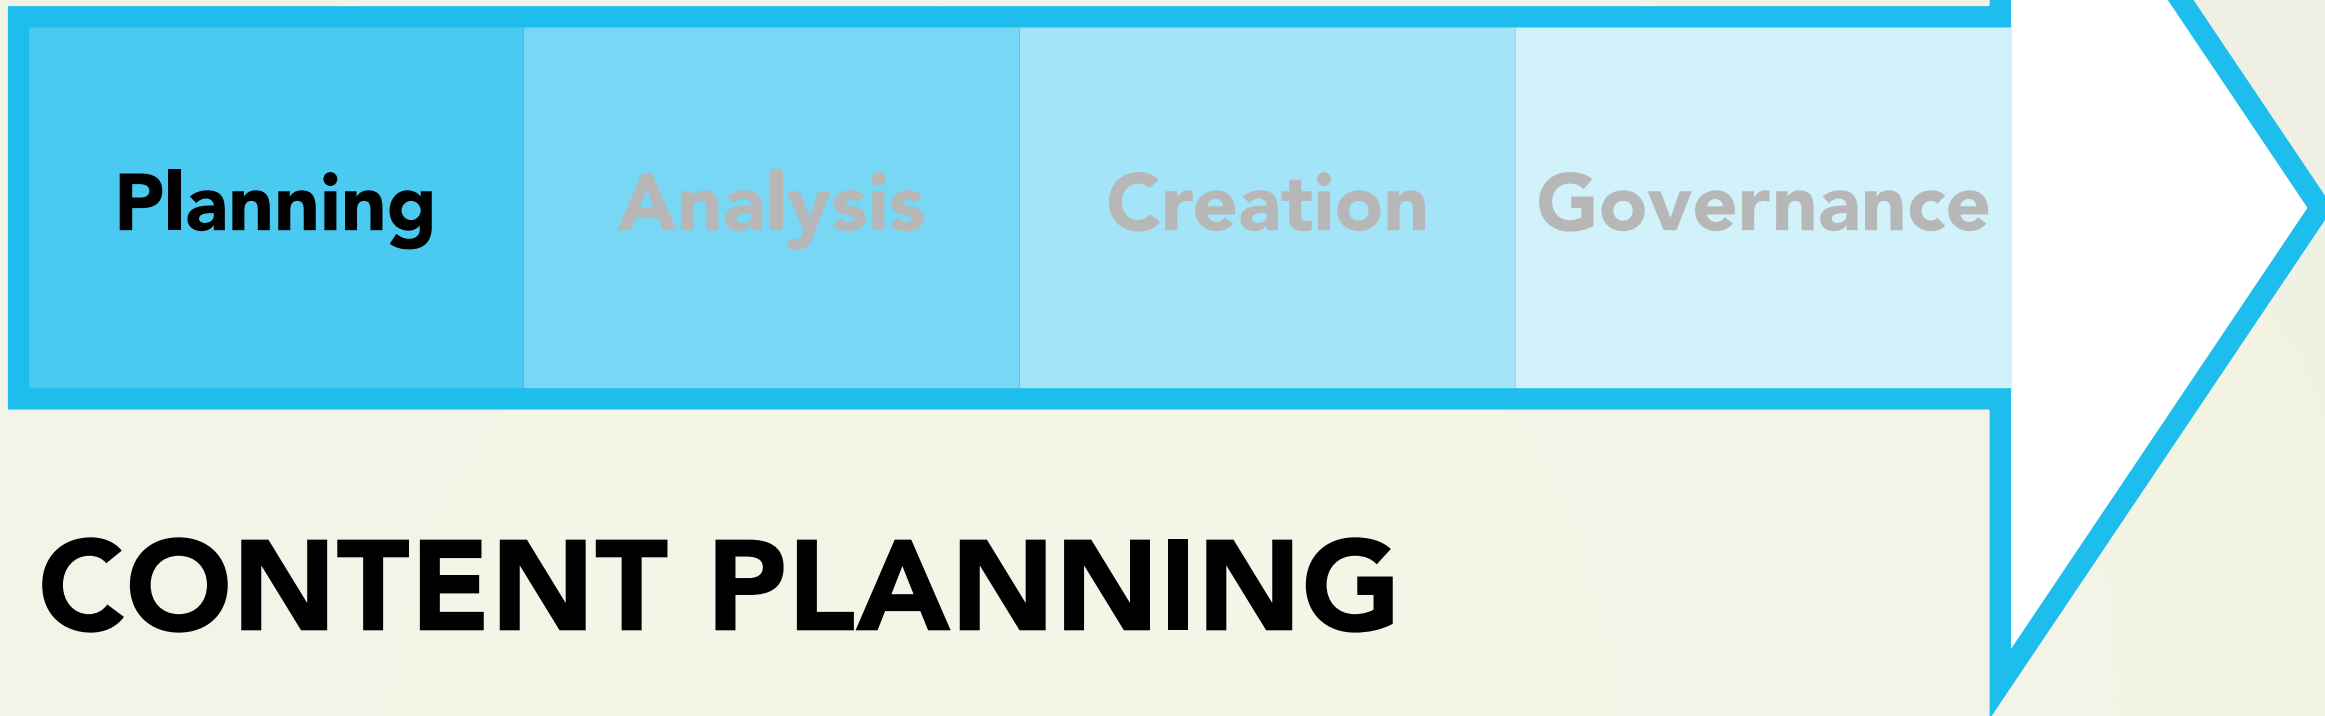 Planning Analysis Creation Governance
CONTENT PLANNING